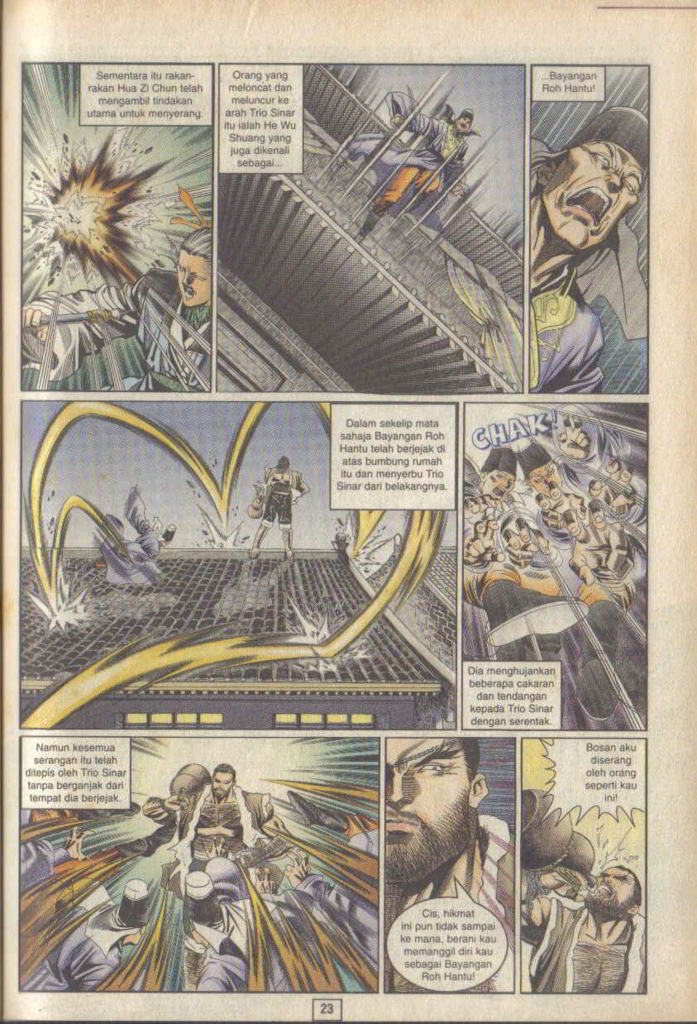 Sementara itu rakan-
rakan Hua Zi Chun telah
mengambil tindakan
utama untuk menyerang.
Orang yang
meloncat dan
meluncur ke
arah Trio Sinar
itu ialah He Wu
Shuang yang
juga dikenali
sebagai...
...Bayangan
Roh Hantu!
Dalam sekelip mata
sahaja Bayangan Roh
Hantu telah berjejak di
atas bumbung rumah
itu dan menyerbu Trio
Sinar dari belakangnya.
CHAK!
Dia menghujankan
beberapa cakaran
dan tendangan
kepada Trio Sinar
dengan serentak.
Namun kesemua
serangan itu telah
ditepis oleh Trio Sinar
tanpa berganjak dari
tempat dia berjejak.
Cis, hikmat
ini pun tidak sampai
ke mana, berani kau
memanggil diri kau
sebagai Bayangan
Roh Hantu!
Bosan aku
diserang
oleh orang
seperti kau
ini!
23